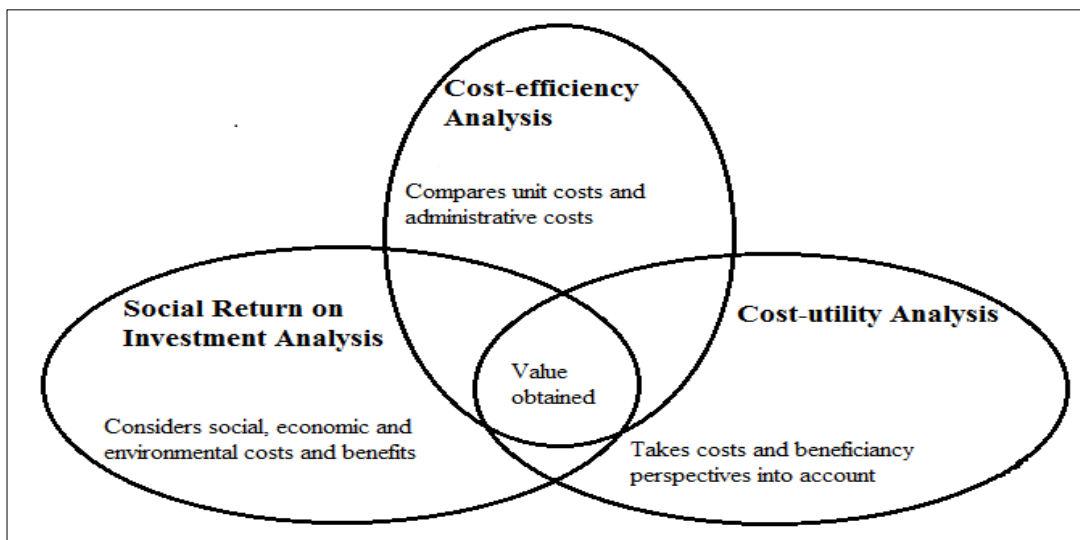 Cost-efficiency
Analysis
Compares unit costs and
administrative costs
Social Return on
Investment Analysis
Considers social, economic and
environmental costs and benefits
Value
obtained
Cost-utility Analysis
Takes costs and beneficiancy
perspectives into account